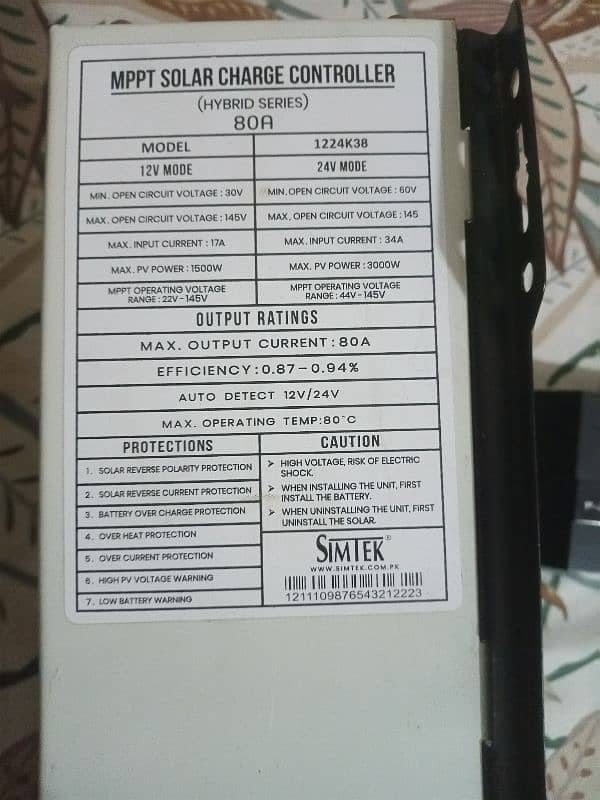 MPPT SOLAR CHARGE CONTROLLER
(HYBRID SERIES)
80A
MODEL 1224K38
12V MODE 24V MODE
MIN. OPEN CIRCUIT VOLTAGE : 30V MIN. OPEN CIRCUIT VOLTAGE : 60V
MAX. OPEN CIRCUIT VOLTAGE : 145V MAX. OPEN CIRCUIT VOLTAGE : 145
MAX. INPUT CURRENT : 17A MAX. INPUT CURRENT : 34A
MAX. PV POWER : 1500W MAX. PV POWER : 3000W
MPPT OPERATING VOLTAGE
RANGE : 22V-145V
MPPT OPERATING VOLTAGE
RANGE : 44V-145V
OUTPUT RATINGS
MAX. OUTPUT CURRENT : 80A
EFFICIENCY : 0.87 - 0.94%
AUTO DETECT 12V/24V
MAX. OPERATING TEMP:80°C
PROTECTIONS
1. SOLAR REVERSE POLARITY PROTECTION
2. SOLAR REVERSE CURRENT PROTECTION
3. BATTERY OVER CHARGE PROTECTION
4. OVER HEAT PROTECTION
5. OVER CURRENT PROTECTION
6. HIGH PV VOLTAGE WARNING
7. LOW BATTERY WARNING
CAUTION
➤ HIGH VOLTAGE, RISK OF ELECTRIC
SHOCK.
➤ WHEN INSTALLING THE UNIT, FIRST
INSTALL THE BATTERY.
➤ WHEN UNINSTALLING THE UNIT, FIRST
UNINSTALL THE SOLAR.
SIMTEK®
WWW.SIMTEK.COM.PK
1211109876543212223